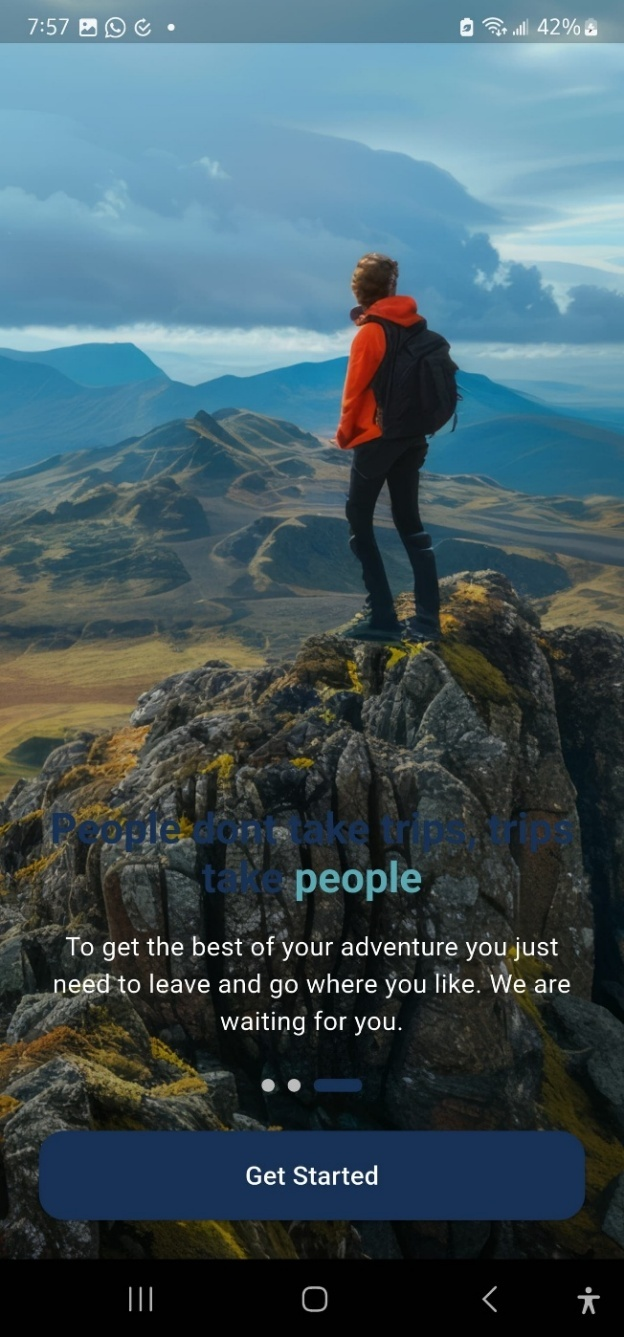 7:57
42%
People dont take trips, trips
take people
To get the best of your adventure you just
need to leave and go where you like. We are
waiting for you.
Get Started